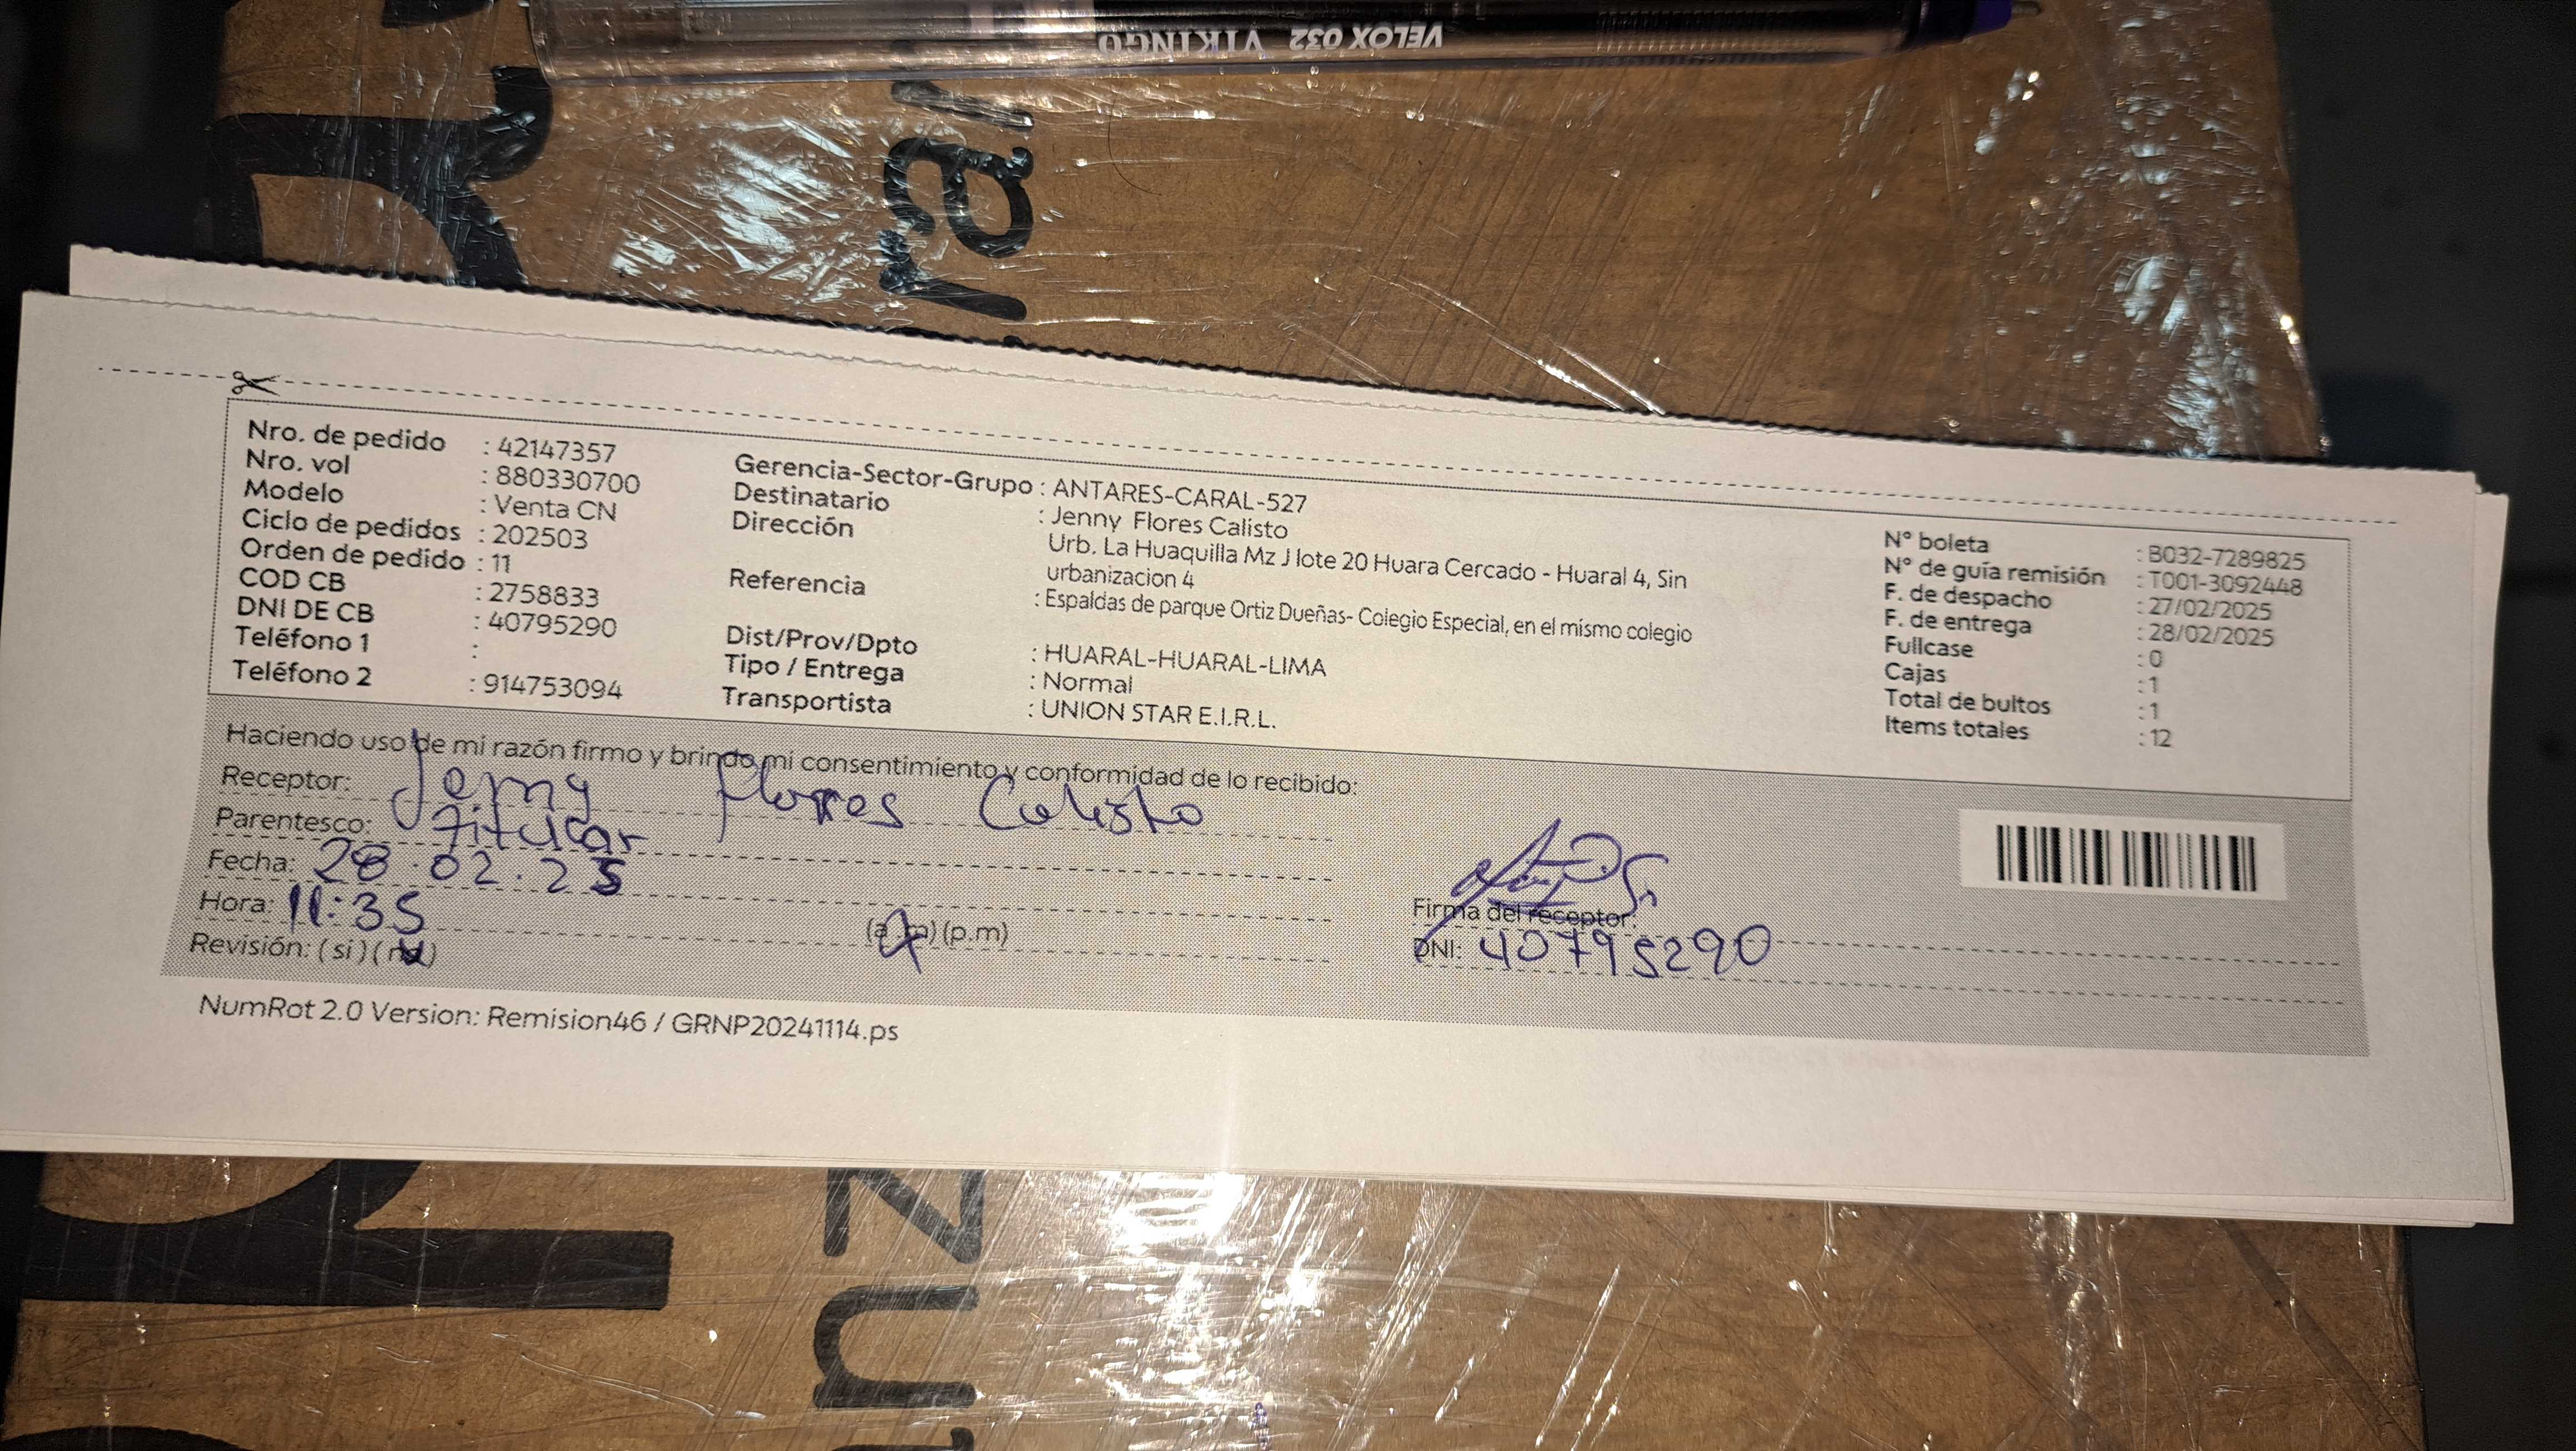 VELOX 032 VIKINGO
ra
Nro. de pedido : 42147357
Nro. vol : 880330700
Modelo : Venta CN
Ciclo de pedidos : 202503
Orden de pedido : 11
COD CB : 2758833
DNI DE CB : 40795290
Teléfono 1 :
Teléfono 2 : 914753094
Gerencia-Sector-Grupo : ANTARES-CARAL-527
Destinatario : Jenny Flores Calisto
Dirección Urb. La Huaquilla Mz J lote 20 Huara Cercado - Huaral 4, Sin
urbanizacion 4
Referencia : Espaldas de parque Ortiz Dueñas- Colegio Especial, en el mismo colegio
Dist/Prov/Dpto : HUARAL-HUARAL-LIMA
Tipo / Entrega : Normal
Transportista : UNION STAR E.I.R.L.
N° boleta : B032-7289825
N° de guía remisión : T001-3092448
F. de despacho : 27/02/2025
F. de entrega : 28/02/2025
Fullcase : 0
Cajas : 1
Total de bultos : 1
Items totales : 12
Haciendo uso de mi razón firmo y brindo mi consentimiento y conformidad de lo recibido:
Receptor: Jenny Flores Calisto
Parentesco: Titular
Fecha: 28.02.25
Hora: 11:35 (a.m) (p.m)
Revisión: (si) (no)
Firma del receptor:
DNI: 40795290
NumRot 2.0 Version: Remision46 / GRNP20241114.ps
unz